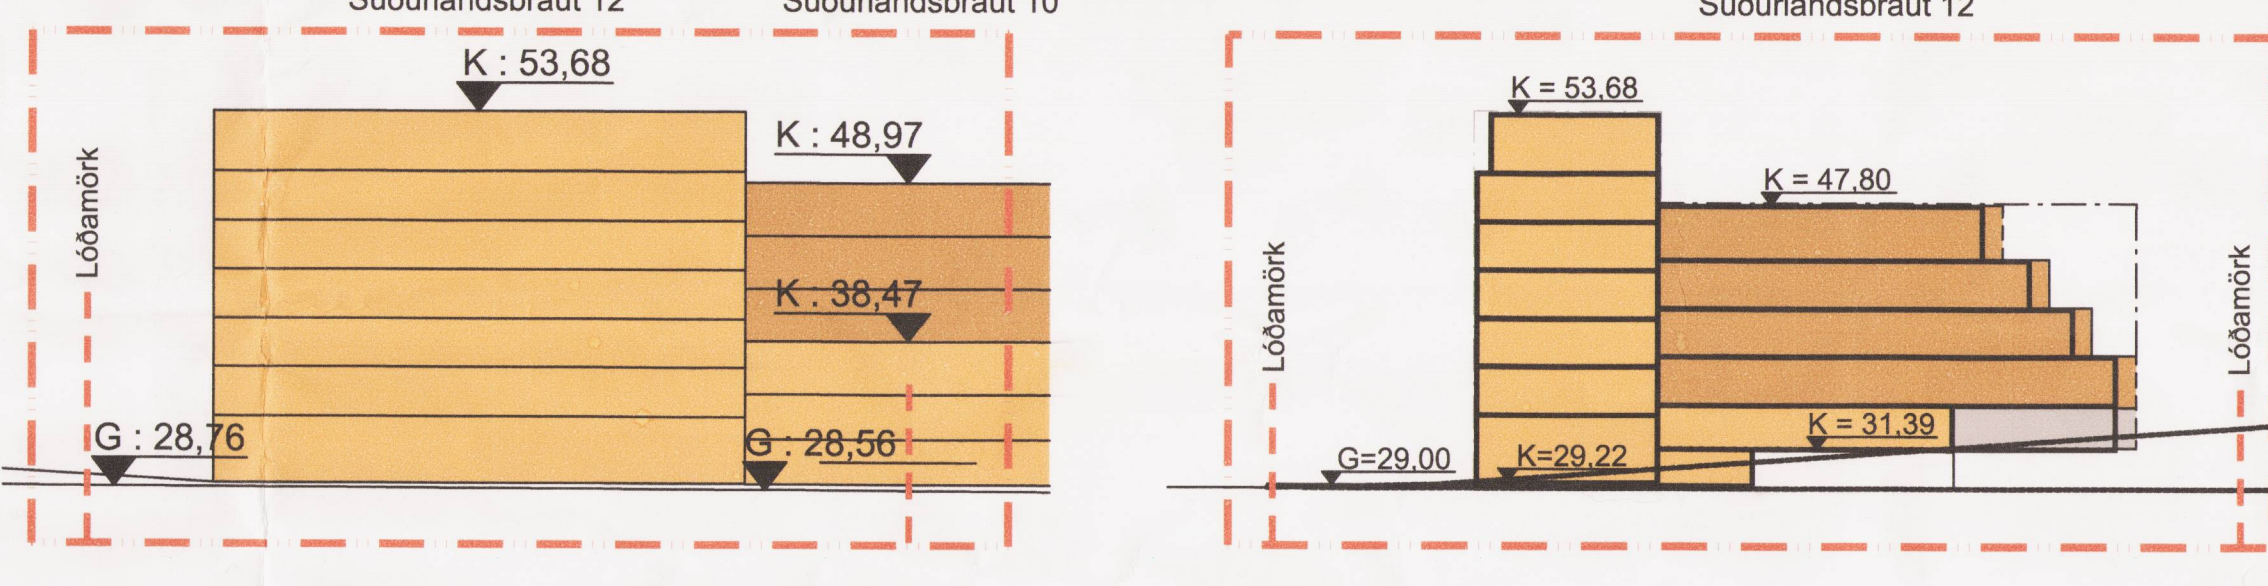 Suðurlandsbraut 12
Suðurlandsbraut 10
K : 53,68
K : 48,97
Lóðamörk
K : 38,47
G : 28,76
G : 28,56
Suðurlandsbraut 12
K = 53,68
K = 47,80
Lóðamörk
Lóðamörk
K = 31,39
G=29,00
K=29,22